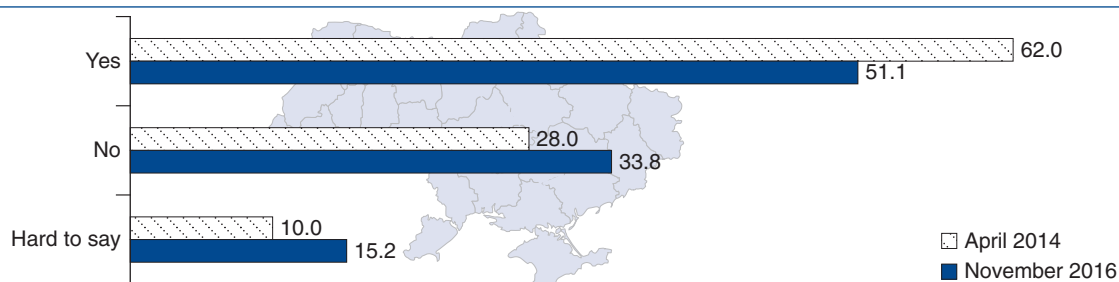 Yes 62.0
51.1
No 28.0
33.8
Hard to say 10.0
15.2
April 2014
November 2016